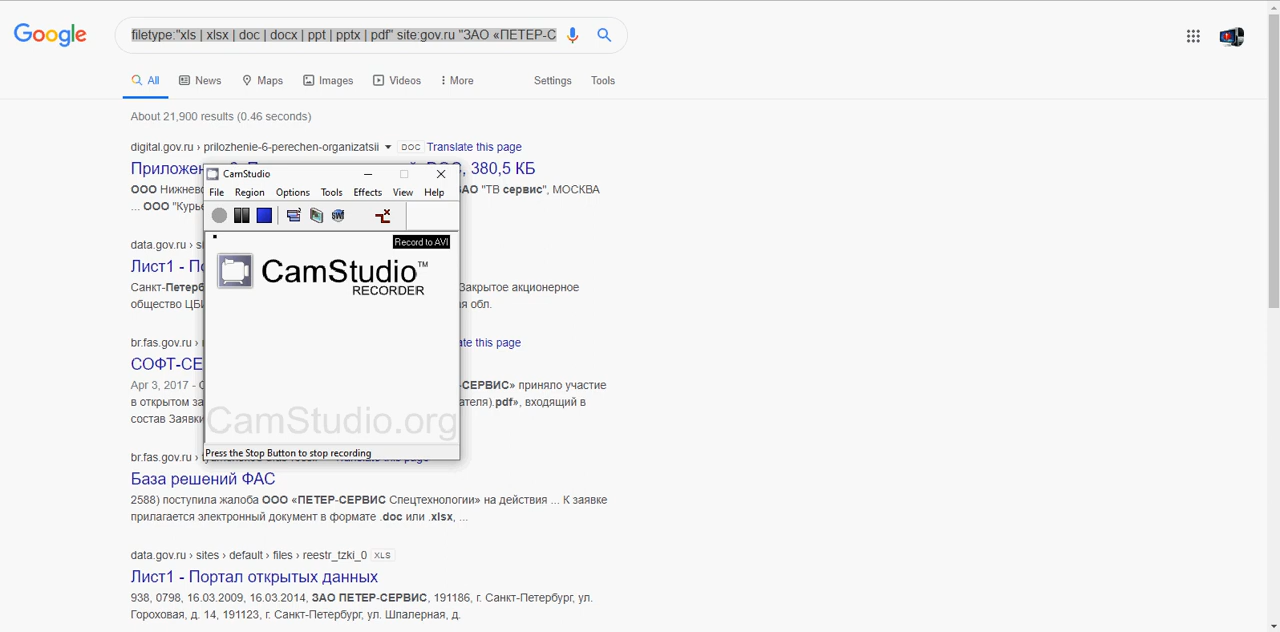 Google
filetype:"xls | xlsx | doc | docx | ppt | pptx | pdf" site:gov.ru "ЗАО «ПЕТЕР-С
All News Maps Images Videos More Settings Tools
About 21,900 results (0.46 seconds)
digital.gov.ru › prilozhenie-6-perechen-organizatsii DOC Translate this page
380,5 КБ
ООО АО "ТВ сервис", МОСКВА
... ООО "Курье
data.gov.ru ›
Лист1 - По
Санкт-Петерб Закрытое акционерное
общество ЦБ ая обл.
br.fas.gov.ru › ate this page
СОФТ-СЕ
Apr 3, 2017 - -СЕРВИС» приняло участие
в открытом за ателя).pdf», входящий в
состав Заявки
CamStudio
File Region Options Tools Effects View Help
Record to AVI
CamStudio™
RECORDER
CamStudio.org
Press the Stop Button to stop recording
br.fas.gov.ru ›
База решений ФАС
2588) поступила жалоба ООО «ПЕТЕР-СЕРВИС Спецтехнологии» на действия ... К заявке
прилагается электронный документ в формате .doc или .xlsx, ...
data.gov.ru › sites › default › files › reestr_tzki_0 XLS
Лист1 - Портал открытых данных
938, 0798, 16.03.2009, 16.03.2014, ЗАО ПЕТЕР-СЕРВИС, 191186, г. Санкт-Петербург, ул.
Гороховая, д. 14, 191123, г. Санкт-Петербург, ул. Шпалерная, д.